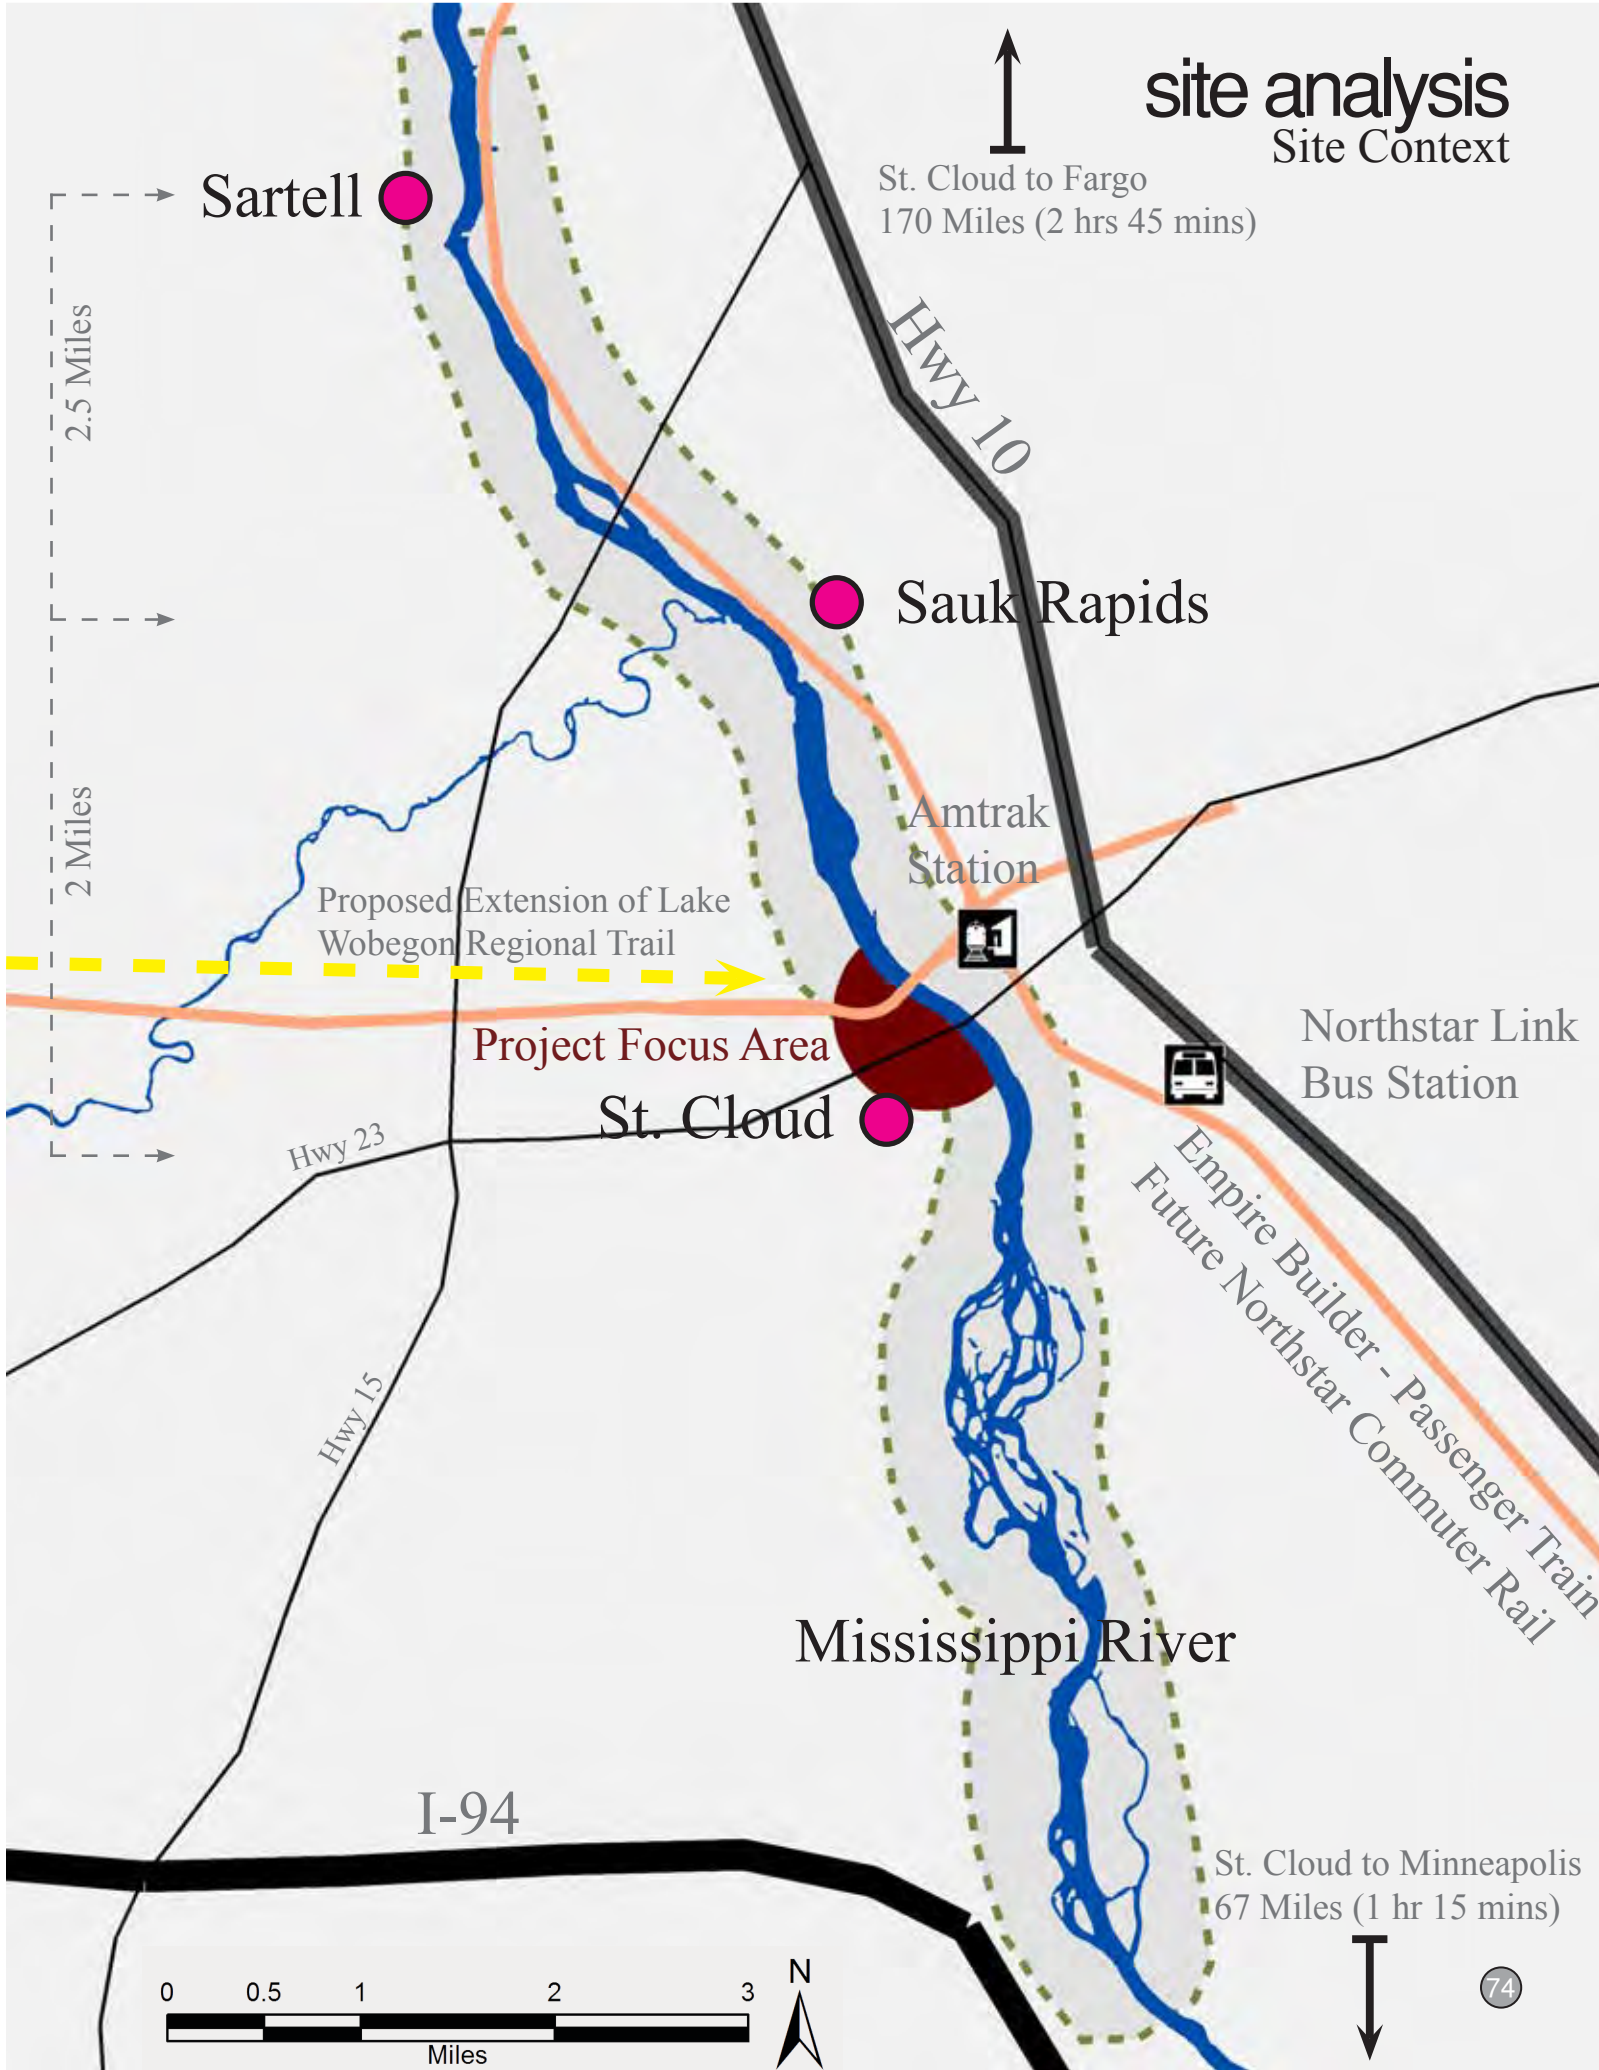 site analysis
Site Context
St. Cloud to Fargo
170 Miles (2 hrs 45 mins)
Sartell
2.5 Miles
Hwy 10
Sauk Rapids
2 Miles
Amtrak
Station
Proposed Extension of Lake
Wobegon Regional Trail
Project Focus Area
Northstar Link
Bus Station
St. Cloud
Hwy 23
Empire Builder - Passenger Train
Future Northstar Commuter Rail
Hwy 15
Mississippi River
I-94
St. Cloud to Minneapolis
67 Miles (1 hr 15 mins)
N
0 0.5 1 2 3
Miles
74